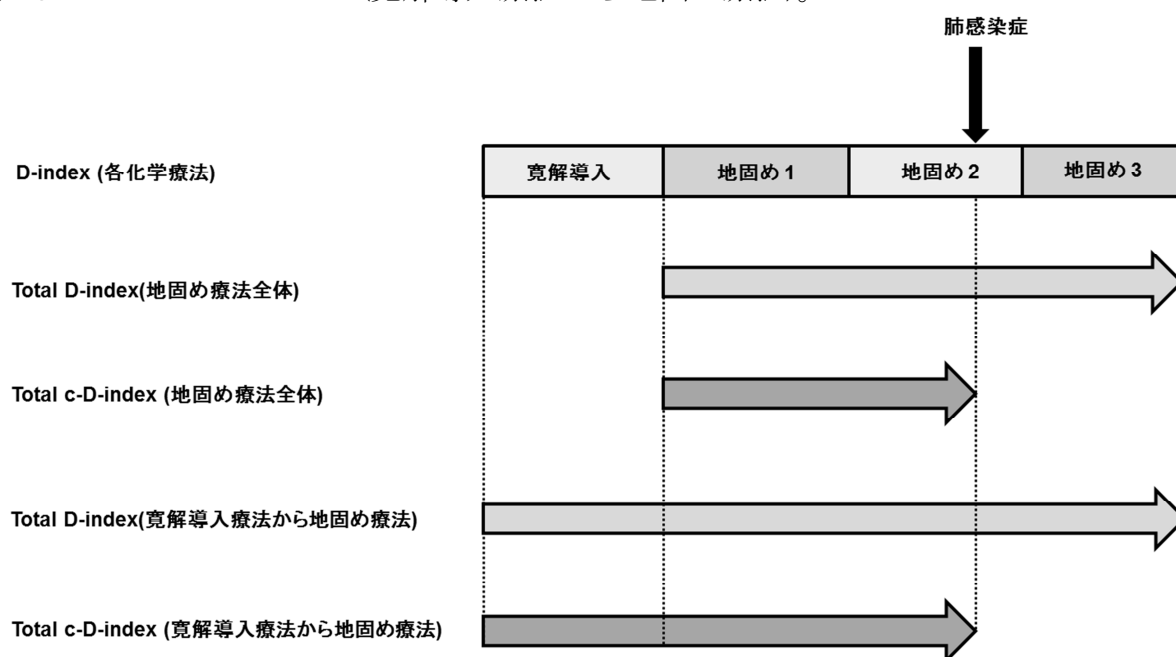 肺感染症
D-index (各化学療法)
寛解導入
地固め 1
地固め 2
地固め 3
Total D-index(地固め療法全体)
Total c-D-index (地固め療法全体)
Total D-index(寛解導入療法から地固め療法)
Total c-D-index (寛解導入療法から地固め療法)